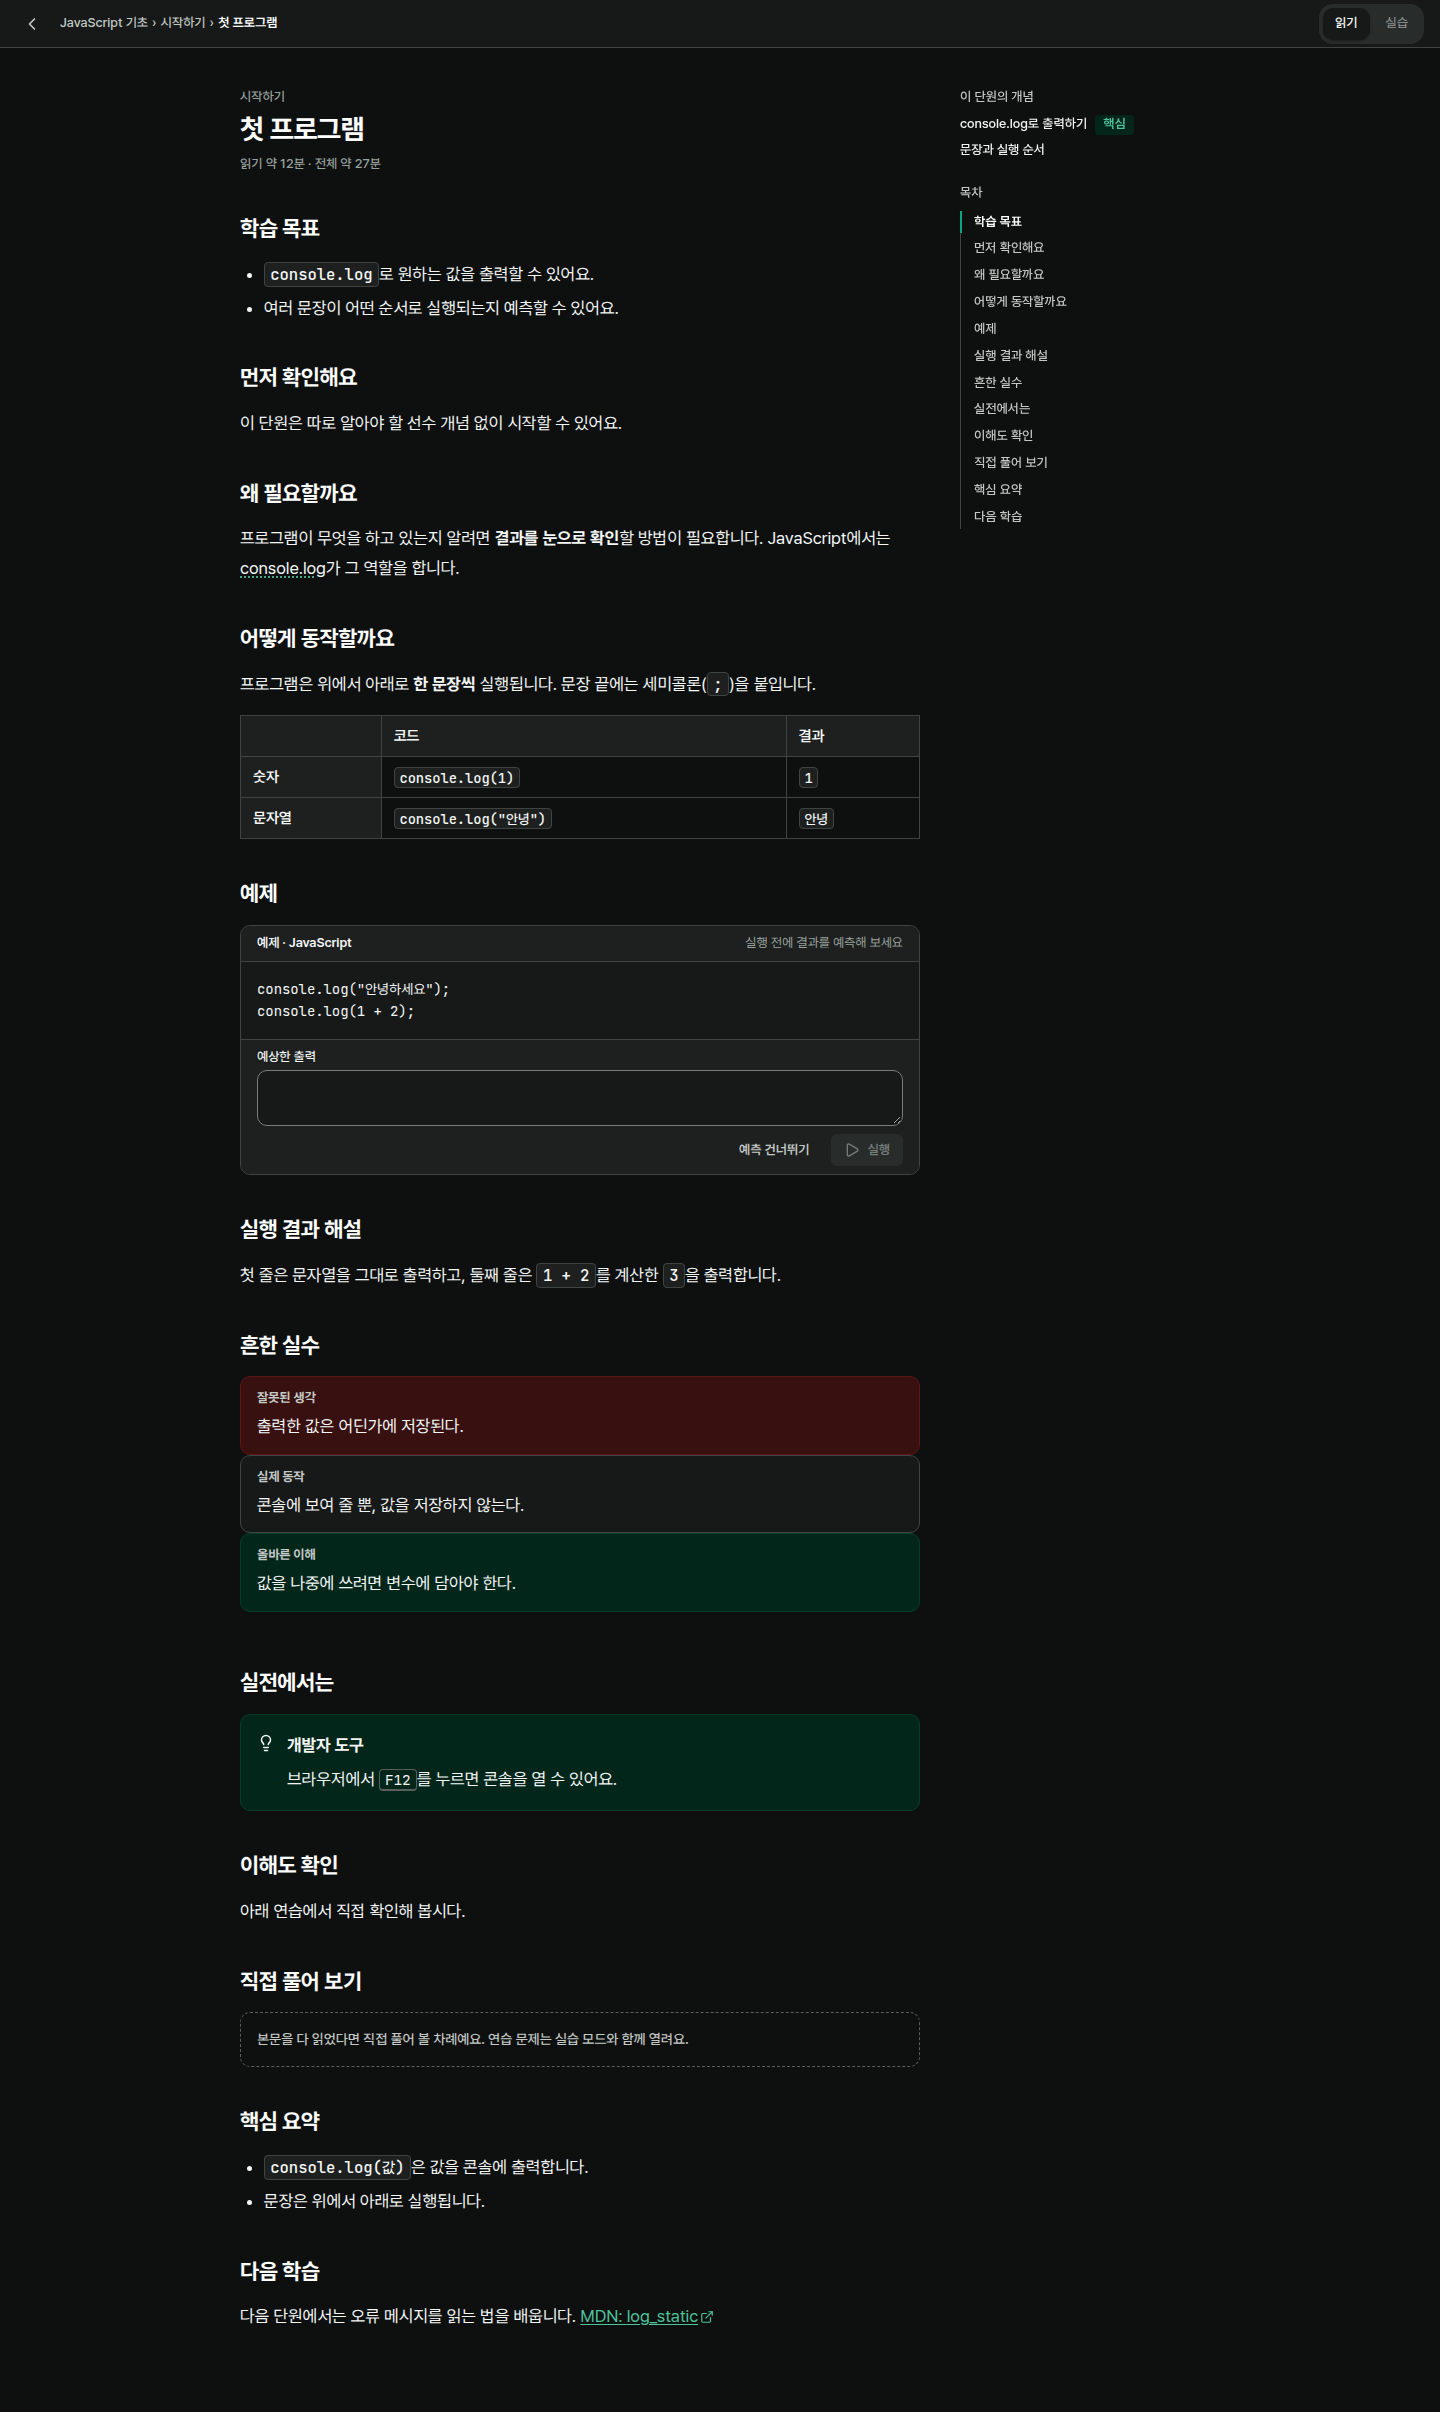 JavaScript 기초 › 시작하기 › 첫 프로그램
읽기 실습
시작하기
첫 프로그램
읽기 약 12분 · 전체 약 27분
학습 목표
console.log로 원하는 값을 출력할 수 있어요.
여러 문장이 어떤 순서로 실행되는지 예측할 수 있어요.
먼저 확인해요
이 단원은 따로 알아야 할 선수 개념 없이 시작할 수 있어요.
왜 필요할까요
프로그램이 무엇을 하고 있는지 알려면 결과를 눈으로 확인할 방법이 필요합니다. JavaScript에서는
console.log가 그 역할을 합니다.
어떻게 동작할까요
프로그램은 위에서 아래로 한 문장씩 실행됩니다. 문장 끝에는 세미콜론(;)을 붙입니다.
코드 결과
숫자 console.log(1) 1
문자열 console.log("안녕") 안녕
예제
예제 · JavaScript 실행 전에 결과를 예측해 보세요
console.log("안녕하세요");
console.log(1 + 2);
예상한 출력
예측 건너뛰기 실행
실행 결과 해설
첫 줄은 문자열을 그대로 출력하고, 둘째 줄은 1 + 2를 계산한 3을 출력합니다.
흔한 실수
잘못된 생각
출력한 값은 어딘가에 저장된다.
실제 동작
콘솔에 보여 줄 뿐, 값을 저장하지 않는다.
올바른 이해
값을 나중에 쓰려면 변수에 담아야 한다.
실전에서는
개발자 도구
브라우저에서 F12를 누르면 콘솔을 열 수 있어요.
이해도 확인
아래 연습에서 직접 확인해 봅시다.
직접 풀어 보기
본문을 다 읽었다면 직접 풀어 볼 차례예요. 연습 문제는 실습 모드와 함께 열려요.
핵심 요약
console.log(값)은 값을 콘솔에 출력합니다.
문장은 위에서 아래로 실행됩니다.
다음 학습
다음 단원에서는 오류 메시지를 읽는 법을 배웁니다. MDN: log_static
이 단원의 개념
console.log로 출력하기 핵심
문장과 실행 순서
목차
학습 목표
먼저 확인해요
왜 필요할까요
어떻게 동작할까요
예제
실행 결과 해설
흔한 실수
실전에서는
이해도 확인
직접 풀어 보기
핵심 요약
다음 학습